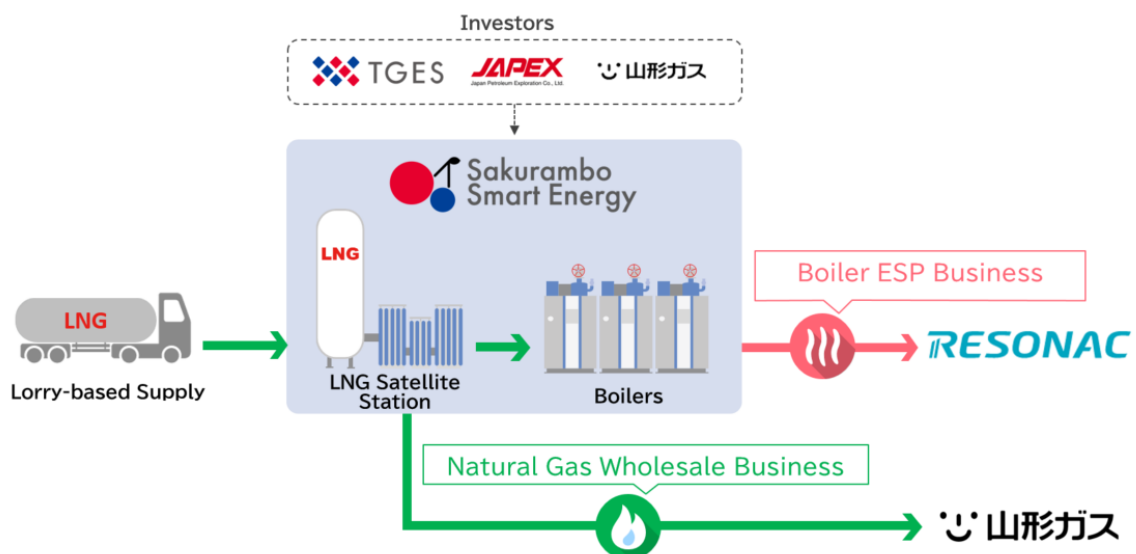 Investors
TGES
JAPEX
Japan Petroleum Exploration Co., Ltd.
山形ガス
Sakurambo
Smart Energy
LNG
LNG
Lorry-based Supply
LNG Satellite
Station
Boilers
Boiler ESP Business
RESONAC
Natural Gas Wholesale Business
山形ガス